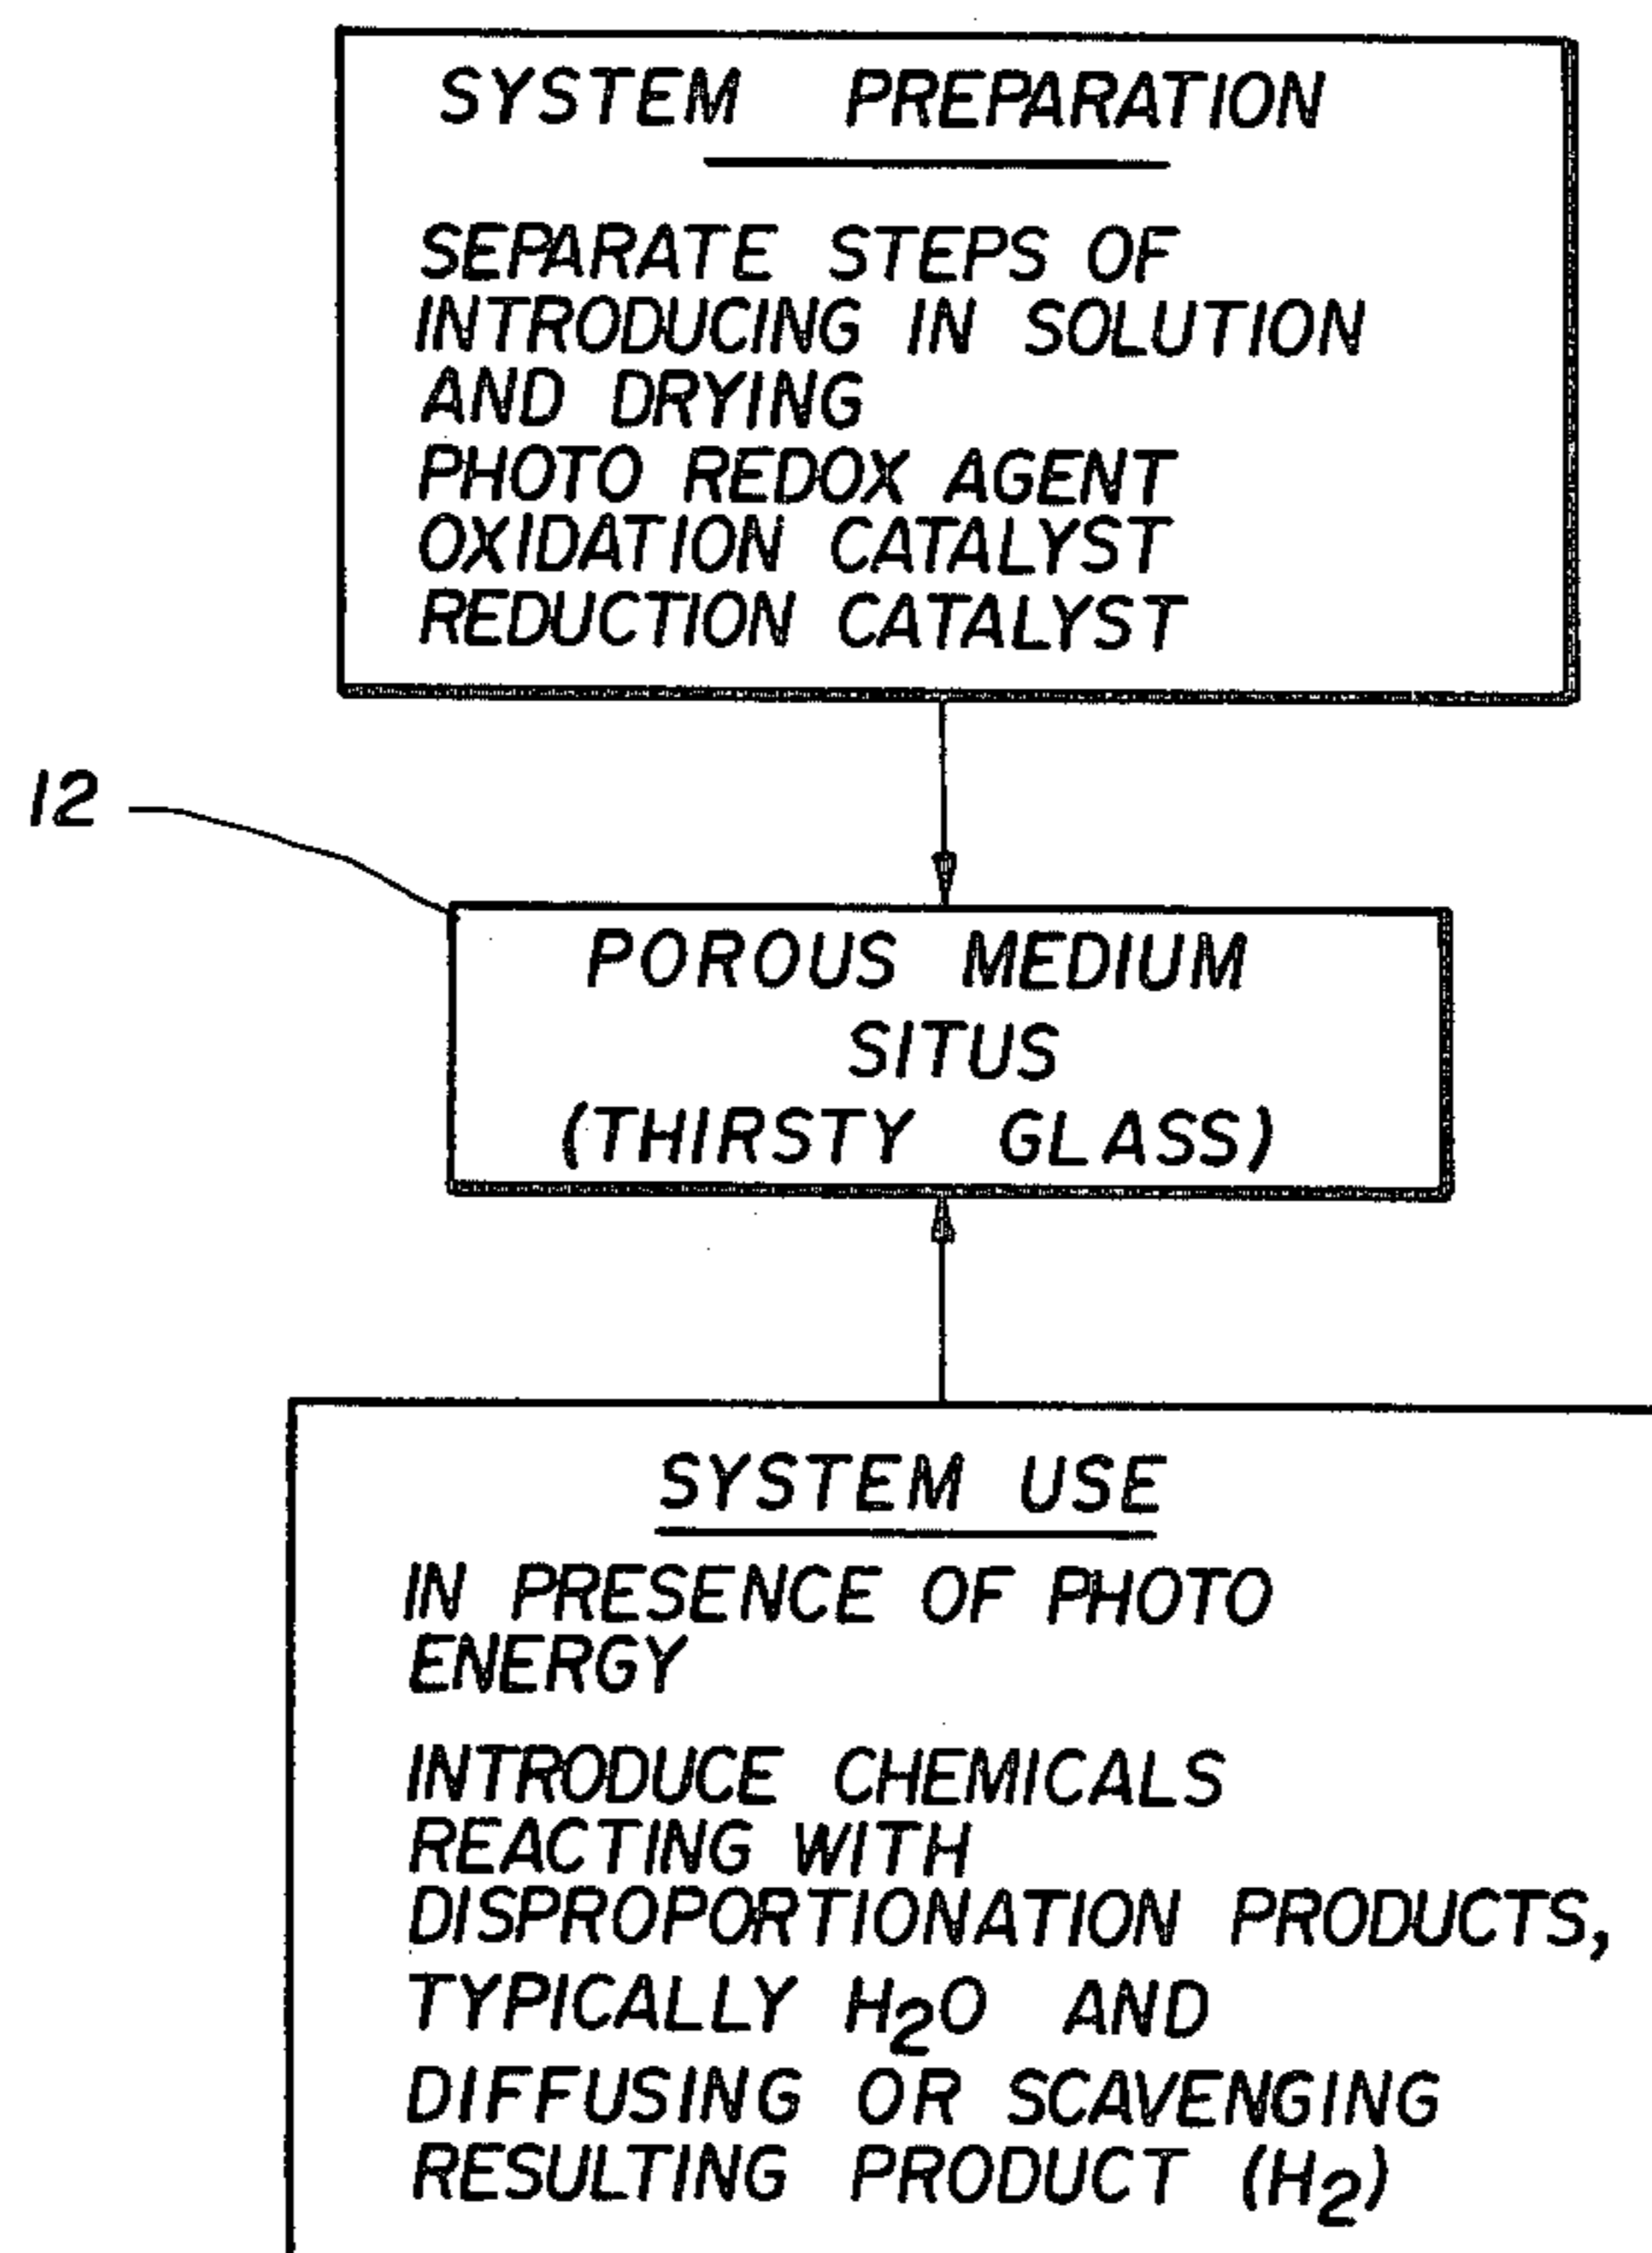 SYSTEM PREPARATION
SEPARATE STEPS OF
INTRODUCING IN SOLUTION
AND DRYING
PHOTO REDOX AGENT
OXIDATION CATALYST
REDUCTION CATALYST
12
POROUS MEDIUM
SITUS
(THIRSTY GLASS)
SYSTEM USE
IN PRESENCE OF PHOTO
ENERGY
INTRODUCE CHEMICALS
REACTING WITH
DISPROPORTIONATION PRODUCTS,
TYPICALLY H2O AND
DIFFUSING OR SCAVENGING
RESULTING PRODUCT (H2)